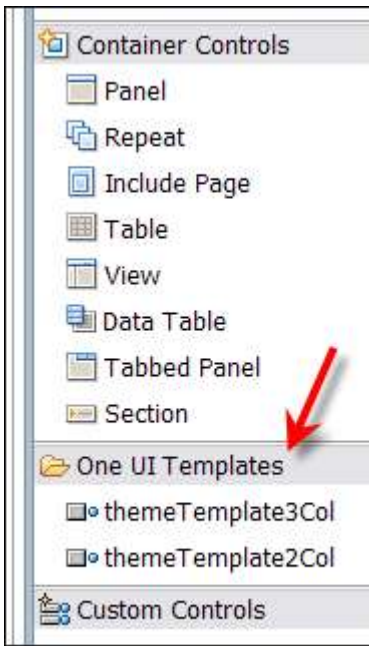 Container Controls
Panel
Repeat
Include Page
Table
View
Data Table
Tabbed Panel
Section
One UI Templates
themeTemplate3Col
themeTemplate2Col
Custom Controls